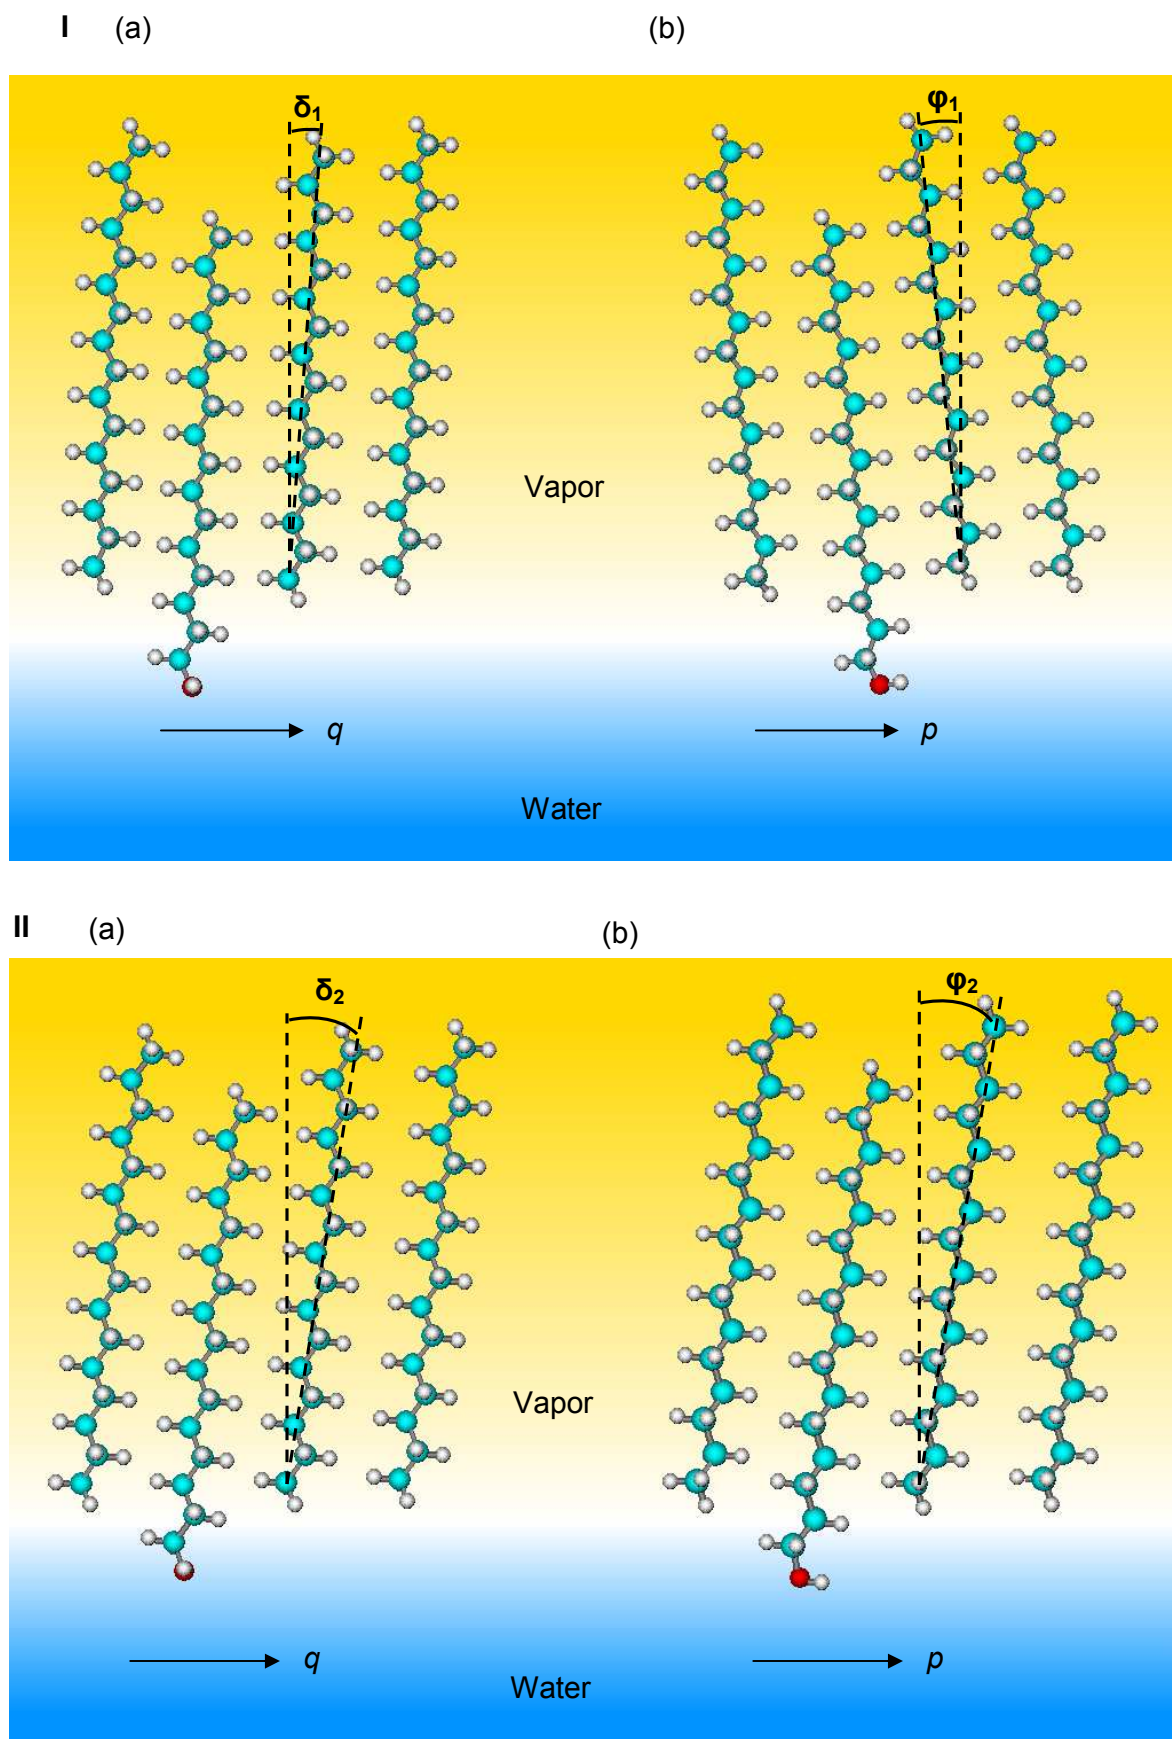 I (a) (b)
δ1 φ1
Vapor
q p
Water
II (a) (b)
δ2 φ2
Vapor
q p
Water